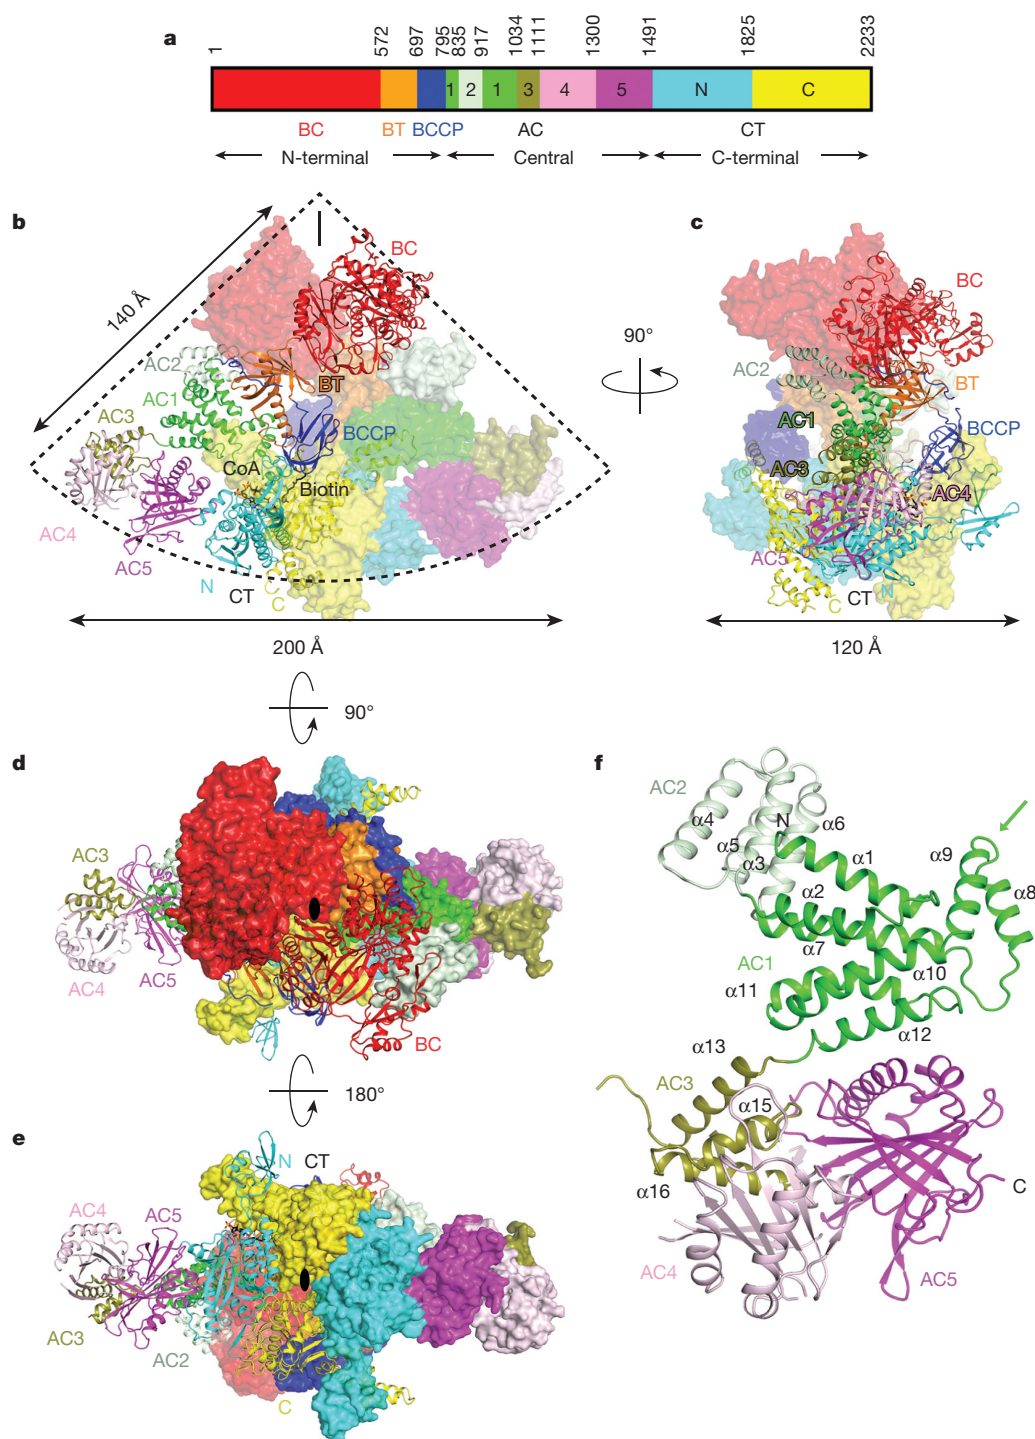 a
1 572 697 795 835 917 1034 1111 1300 1491 1825 2233
1 2 1 3 4 5 N C
BC BT BCCP AC CT
N-terminal Central C-terminal
b
140 Å
BC
AC2
BT
AC1
AC3
BCCP
CoA
Biotin
AC4
AC5
N
CT
C
200 Å
90°
c
BC
AC2
BT
AC1
BCCP
AC3
AC4
AC5
N
C
CT
120 Å
90°
d
AC3
AC4
AC5
BC
180°
e
N
CT
AC4
AC5
AC3
AC2
C
f
AC2
α4
N
α6
α5
α3
α1
α9
α8
α2
α7
AC1
α10
α11
α12
α13
AC3
α15
α16
C
AC4
AC5